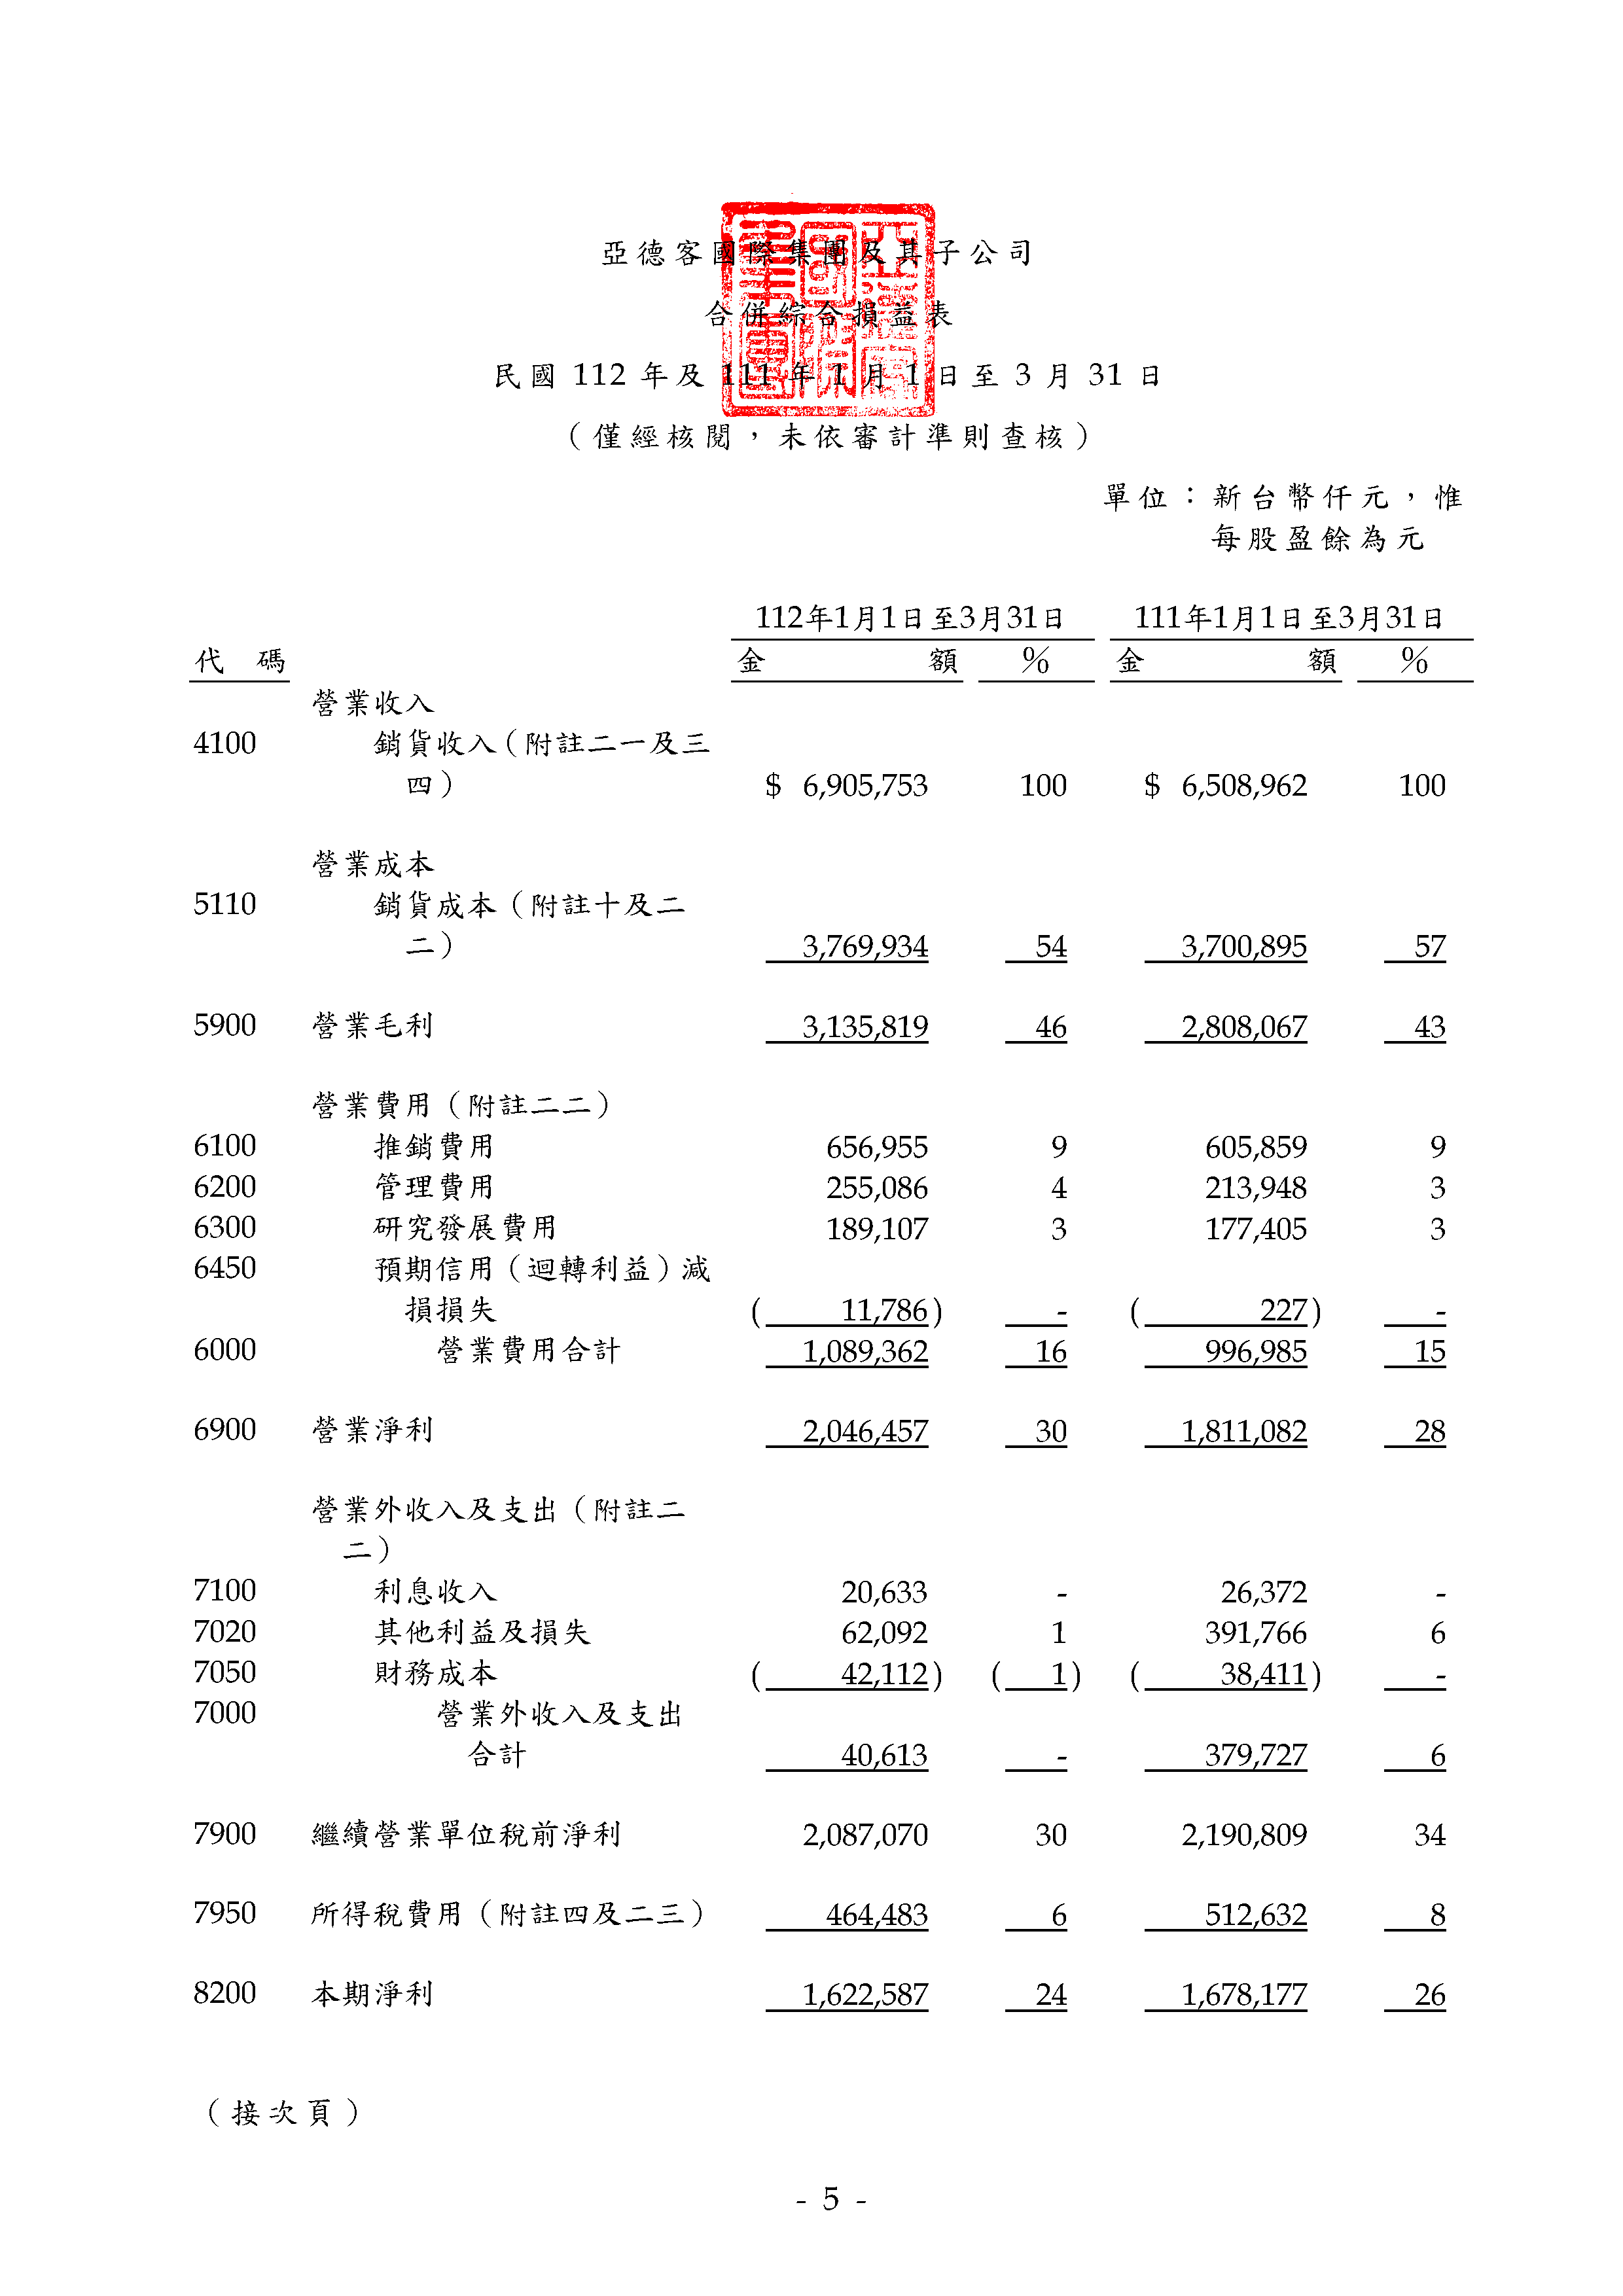 亞德客國際集團及其子公司
合併綜合損益表
民國 112 年及 111 年 1 月 1 日至 3 月 31 日
（僅經核閱，未依審計準則查核）
單位：新台幣仟元，惟
每股盈餘為元
112年1月1日至3月31日 111年1月1日至3月31日
代 碼 金 額 ％ 金 額 ％
營業收入
4100 銷貨收入（附註二一及三
四） $ 6,905,753 100 $ 6,508,962 100
營業成本
5110 銷貨成本（附註十及二
二） 3,769,934 54 3,700,895 57
5900 營業毛利 3,135,819 46 2,808,067 43
營業費用（附註二二）
6100 推銷費用 656,955 9 605,859 9
6200 管理費用 255,086 4 213,948 3
6300 研究發展費用 189,107 3 177,405 3
6450 預期信用（迴轉利益）減
損損失 ( 11,786) - ( 227) -
6000 營業費用合計 1,089,362 16 996,985 15
6900 營業淨利 2,046,457 30 1,811,082 28
營業外收入及支出（附註二
二）
7100 利息收入 20,633 - 26,372 -
7020 其他利益及損失 62,092 1 391,766 6
7050 財務成本 ( 42,112) ( 1) ( 38,411) -
7000 營業外收入及支出
合計 40,613 - 379,727 6
7900 繼續營業單位稅前淨利 2,087,070 30 2,190,809 34
7950 所得稅費用（附註四及二三） 464,483 6 512,632 8
8200 本期淨利 1,622,587 24 1,678,177 26
（接次頁）
- 5 -